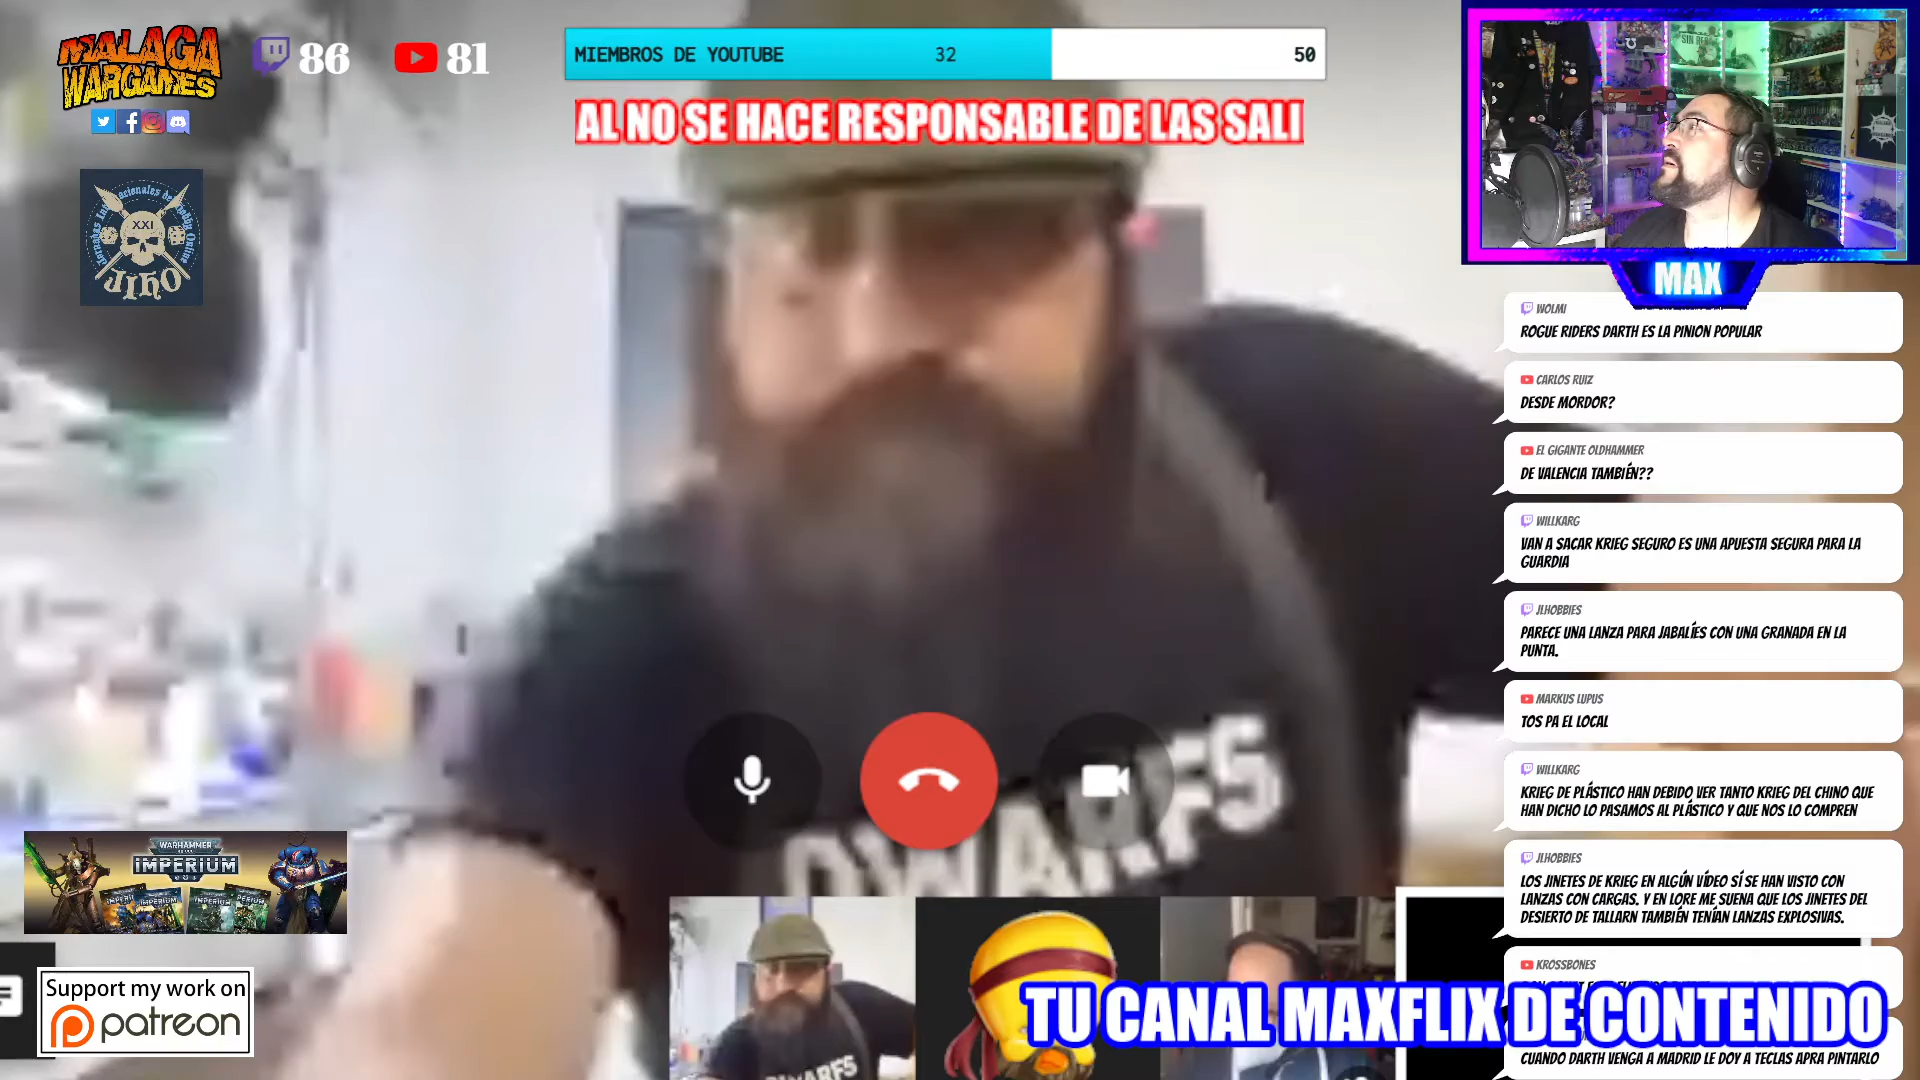 MALAGA
WARGAMES
86
81
MIEMBROS DE YOUTUBE 32 50
AL NO SE HACE RESPONSABLE DE LAS SALI
XXI
JIHO
SIN RE
MAX
WOLMI
ROGUE RIDERS DARTH ES LA PINION POPULAR
CARLOS RUIZ
DESDE MORDOR?
EL GIGANTE OLDHAMMER
DE VALENCIA TAMBIÉN??
WILLKARG
VAN A SACAR KRIEG SEGURO ES UNA APUESTA SEGURA PARA LA
GUARDIA
JLHOBBIES
PARECE UNA LANZA PARA JABALÍES CON UNA GRANADA EN LA
PUNTA.
MARKUS LUPUS
TOS PA EL LOCAL
WILLKARG
KRIEG DE PLÁSTICO HAN DEBIDO VER TANTO KRIEG DEL CHINO QUE
HAN DICHO LO PASAMOS AL PLÁSTICO Y QUE NOS LO COMPREN
JLHOBBIES
LOS JINETES DE KRIEG EN ALGÚN VÍDEO SÍ SE HAN VISTO CON
LANZAS CON CARGAS. Y EN LORE ME SUENA QUE LOS JINETES DEL
DESIERTO DE TALLARN TAMBIÉN TENÍAN LANZAS EXPLOSIVAS.
KROSSBONES
TU CANAL MAXFLIX DE CONTENIDO
CUANDO DARTH VENGA A MADRID LE DOY A TECLAS APRA PINTARLO
DWARFS
WARHAMMER
IMPERIUM
Support my work on
patreon
DWARFS